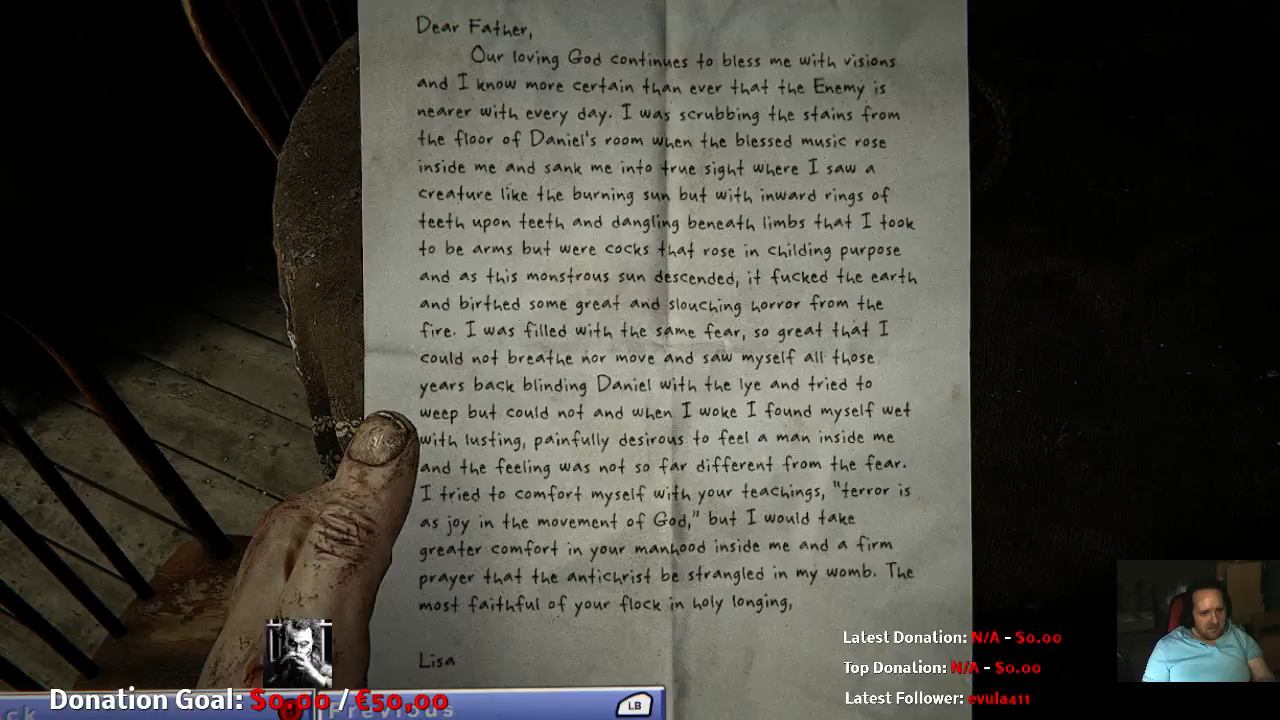 Dear Father,
Our loving God continues to bless me with visions
and I know more certain than ever that the Enemy is
nearer with every day. I was scrubbing the stains from
the floor of Daniel's room when the blessed music rose
inside me and sank me into true sight where I saw a
creature like the burning sun but with inward rings of
teeth upon teeth and dangling beneath limbs that I took
to be arms but were cocks that rose in childing purpose
and as this monstrous sun descended, it fucked the earth
and birthed some great and slouching horror from the
fire. I was filled with the same fear, so great that I
could not breathe nor move and saw myself all those
years back blinding Daniel with the lye and tried to
weep but could not and when I woke I found myself wet
with lusting, painfully desirous to feel a man inside me
and the feeling was not so far different from the fear.
I tried to comfort myself with your teachings, "terror is
as joy in the movement of God," but I would take
greater comfort in your manhood inside me and a firm
prayer that the antichrist be strangled in my womb. The
most faithful of your flock in holy longing,
Lisa
Latest Donation: N/A - $0.00
Top Donation: N/A - $0.00
Latest Follower: evula411
Donation Goal: $0.00 / €50,00
ck Previous LB